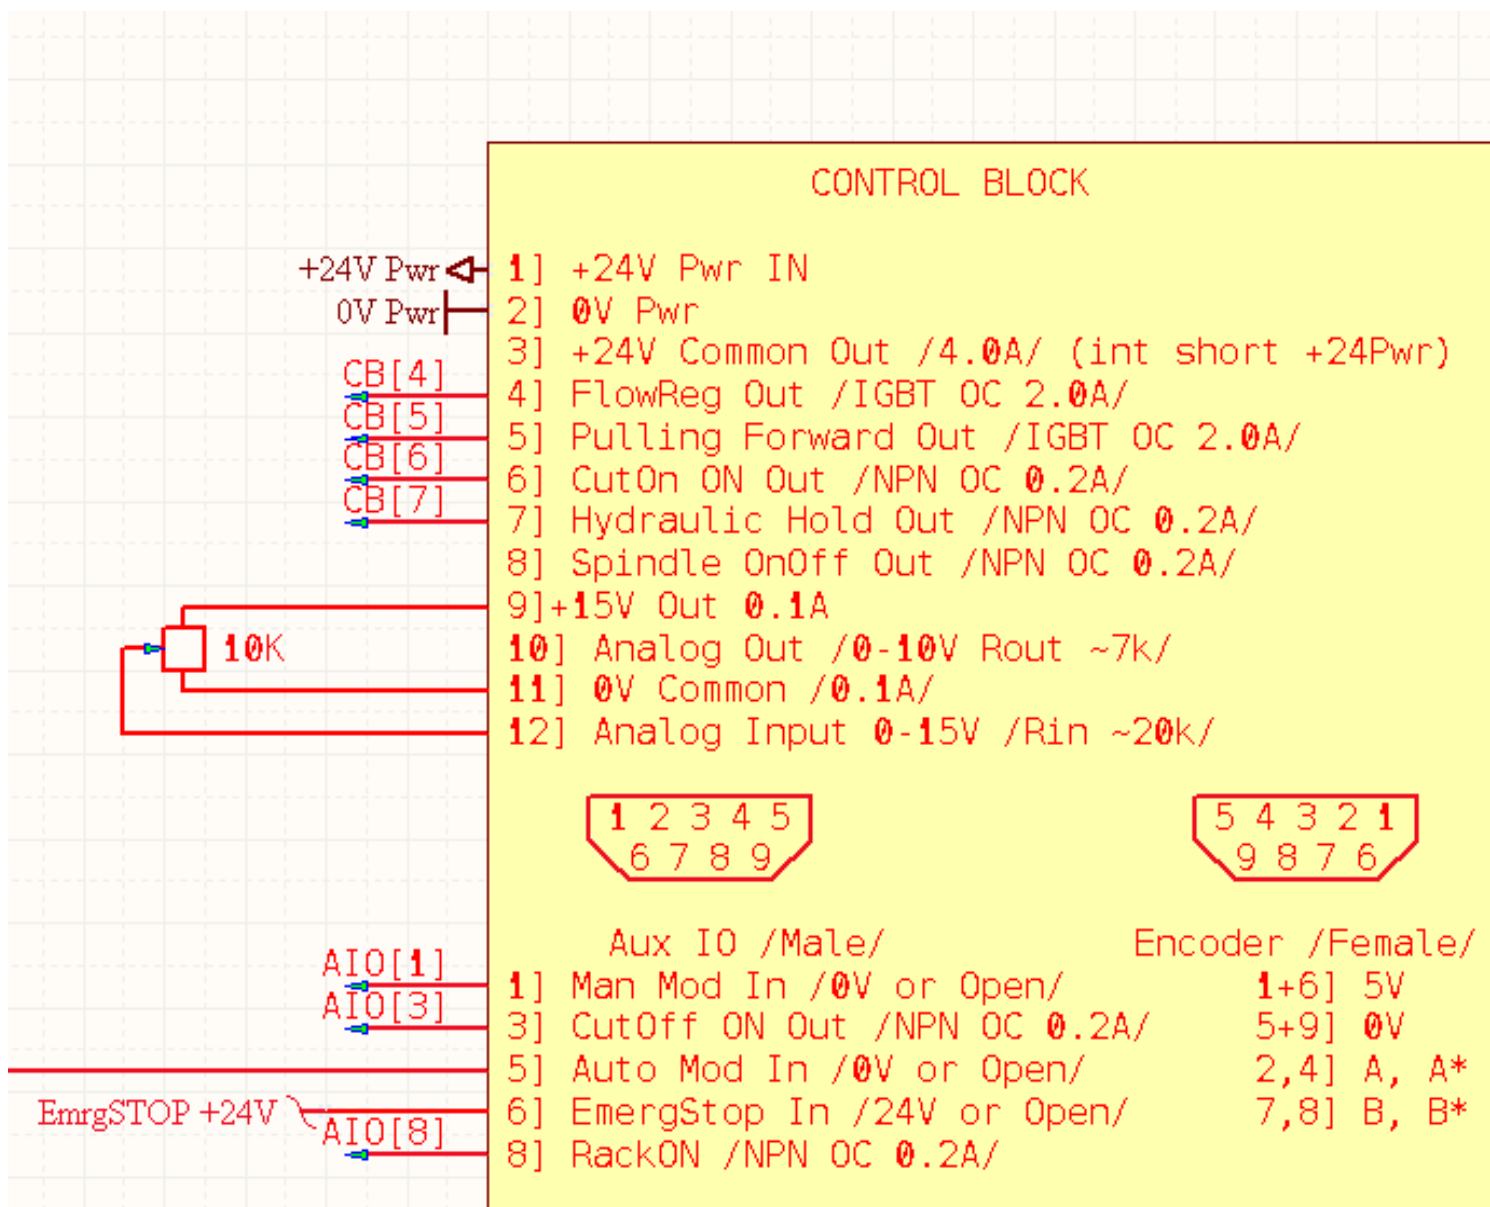 CONTROL BLOCK
+24V Pwr 1] +24V Pwr IN
0V Pwr 2] 0V Pwr
3] +24V Common Out /4.0A/ (int short +24Pwr)
CB[4] 4] FlowReg Out /IGBT OC 2.0A/
CB[5] 5] Pulling Forward Out /IGBT OC 2.0A/
CB[6] 6] CutOn ON Out /NPN OC 0.2A/
CB[7] 7] Hydraulic Hold Out /NPN OC 0.2A/
8] Spindle OnOff Out /NPN OC 0.2A/
9]+15V Out 0.1A
10K 10] Analog Out /0-10V Rout ~7k/
11] 0V Common /0.1A/
12] Analog Input 0-15V /Rin ~20k/
1 2 3 4 5 5 4 3 2 1
6 7 8 9 9 8 7 6
Aux IO /Male/ Encoder /Female/
AIO[1] 1] Man Mod In /0V or Open/ 1+6] 5V
AIO[3] 3] CutOff ON Out /NPN OC 0.2A/ 5+9] 0V
5] Auto Mod In /0V or Open/ 2,4] A, A*
EmrgSTOP +24V 6] EmergStop In /24V or Open/ 7,8] B, B*
AIO[8] 8] RackON /NPN OC 0.2A/